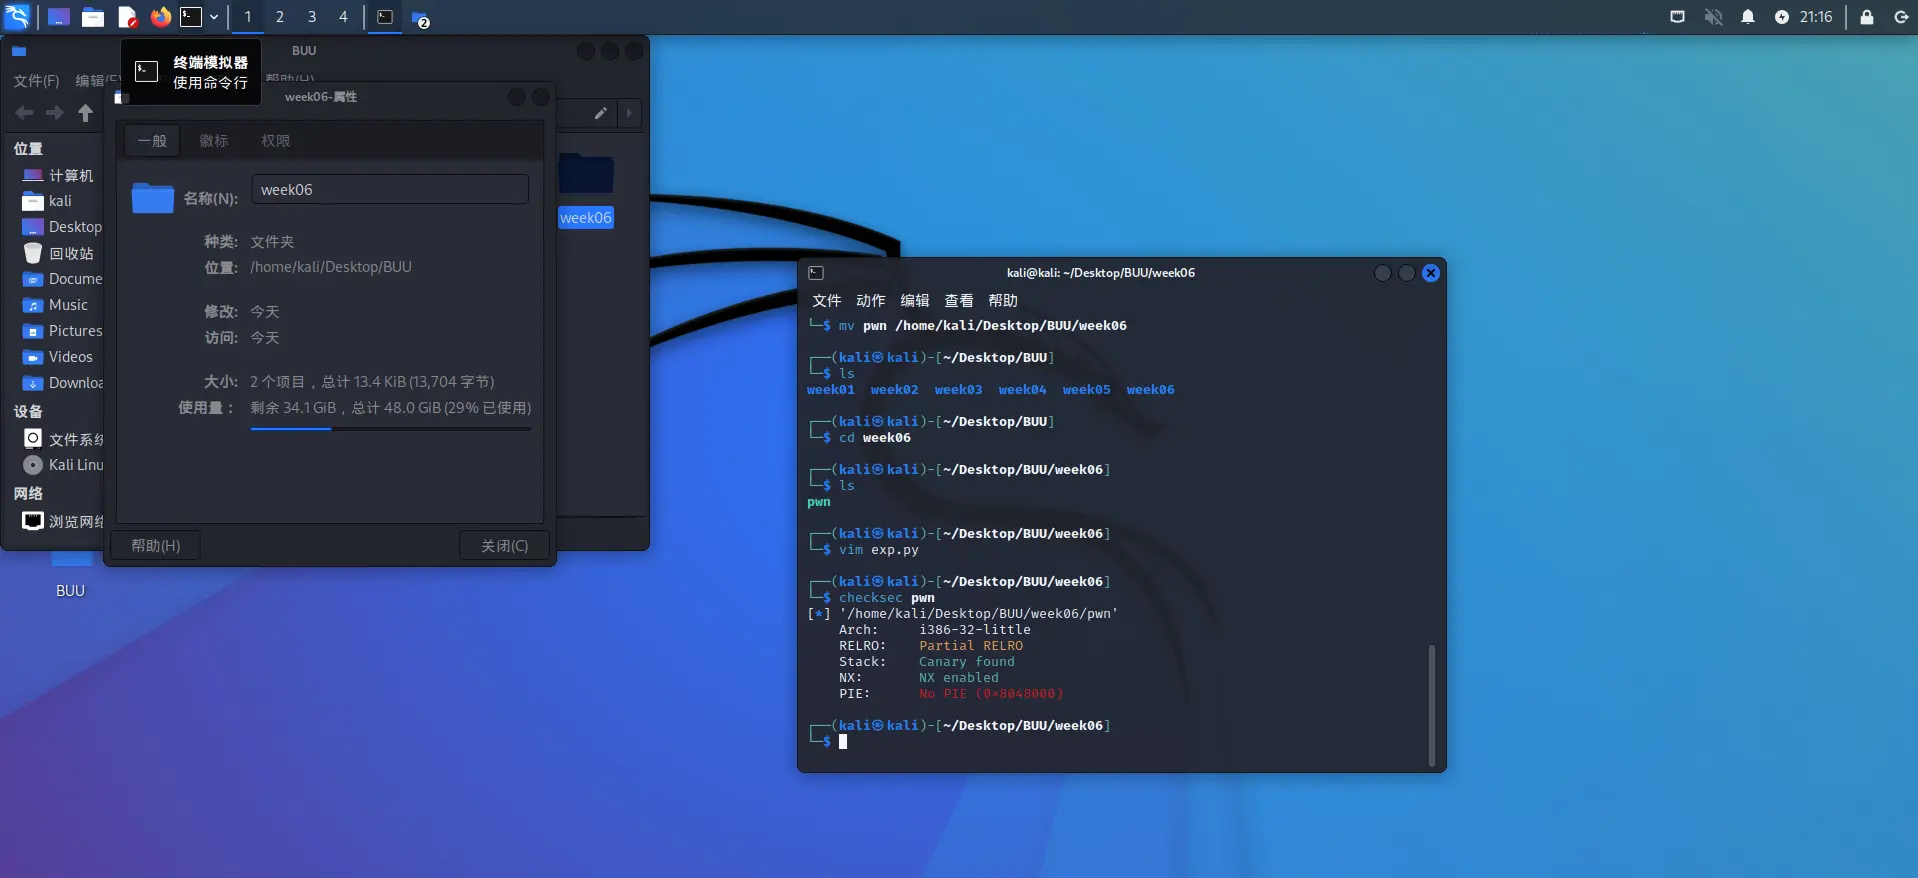 1 2 3 4
2
21:16
BUU
终端模拟器
使用命令行
文件(F) 编辑(E) 帮助(H)
week06-属性
一般 徽标 权限
名称(N): week06
种类: 文件夹
位置: /home/kali/Desktop/BUU
修改: 今天
访问: 今天
大小: 2 个项目，总计 13.4 KiB (13,704 字节)
使用量： 剩余 34.1 GiB，总计 48.0 GiB (29% 已使用)
帮助(H) 关闭(C)
位置
计算机
kali
Desktop
回收站
Docume
Music
Pictures
Videos
Downloa
设备
文件系统
Kali Linu
网络
浏览网络
week06
BUU
kali@kali: ~/Desktop/BUU/week06
文件 动作 编辑 查看 帮助
└─$ mv pwn /home/kali/Desktop/BUU/week06
┌──(kali㉿kali)-[~/Desktop/BUU]
└─$ ls
week01 week02 week03 week04 week05 week06
┌──(kali㉿kali)-[~/Desktop/BUU]
└─$ cd week06
┌──(kali㉿kali)-[~/Desktop/BUU/week06]
└─$ ls
pwn
┌──(kali㉿kali)-[~/Desktop/BUU/week06]
└─$ vim exp.py
┌──(kali㉿kali)-[~/Desktop/BUU/week06]
└─$ checksec pwn
[*] '/home/kali/Desktop/BUU/week06/pwn'
Arch: i386-32-little
RELRO: Partial RELRO
Stack: Canary found
NX: NX enabled
PIE: No PIE (0×8048000)
┌──(kali㉿kali)-[~/Desktop/BUU/week06]
└─$